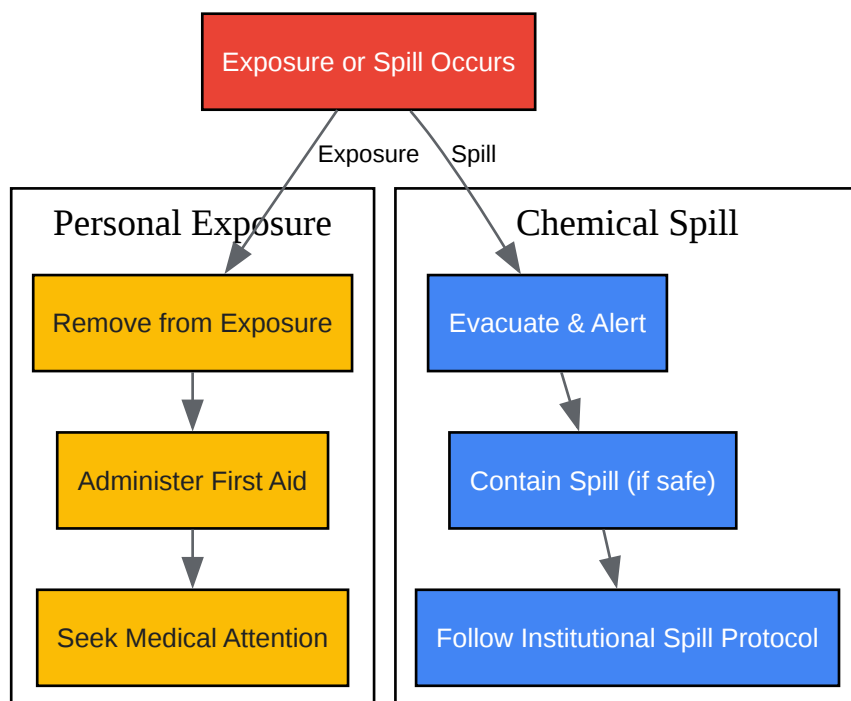 Exposure or Spill Occurs
Exposure
Spill
Personal Exposure
Remove from Exposure
Administer First Aid
Seek Medical Attention
Chemical Spill
Evacuate & Alert
Contain Spill (if safe)
Follow Institutional Spill Protocol